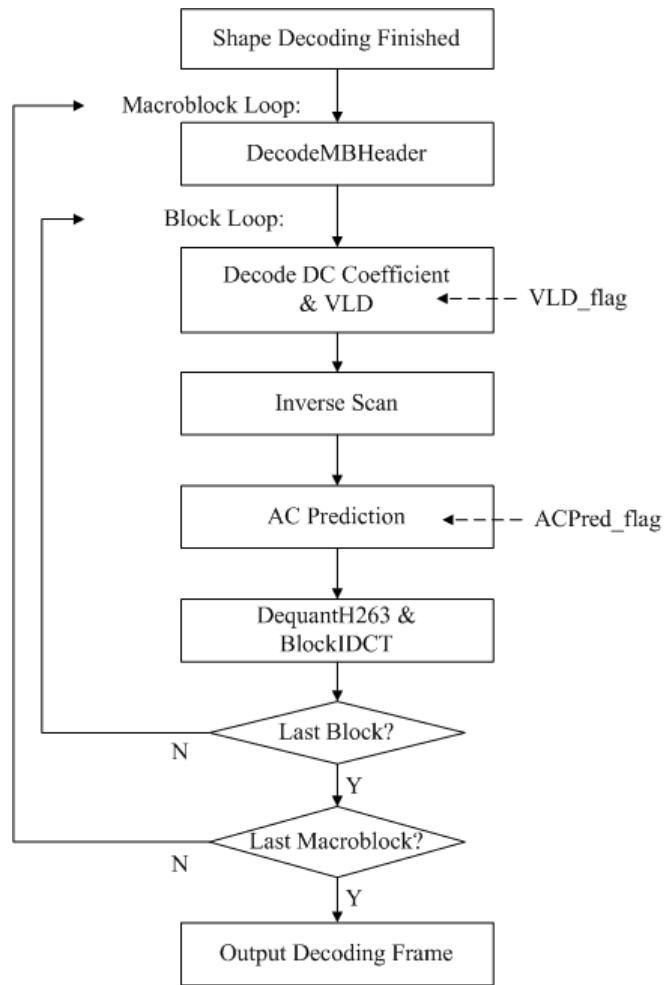 Shape Decoding Finished
Macroblock Loop:
DecodeMBHeader
Block Loop:
Decode DC Coefficient
& VLD
VLD_flag
Inverse Scan
AC Prediction
ACPred_flag
DequantH263 &
BlockIDCT
Last Block?
N
Y
Last Macroblock?
N
Y
Output Decoding Frame